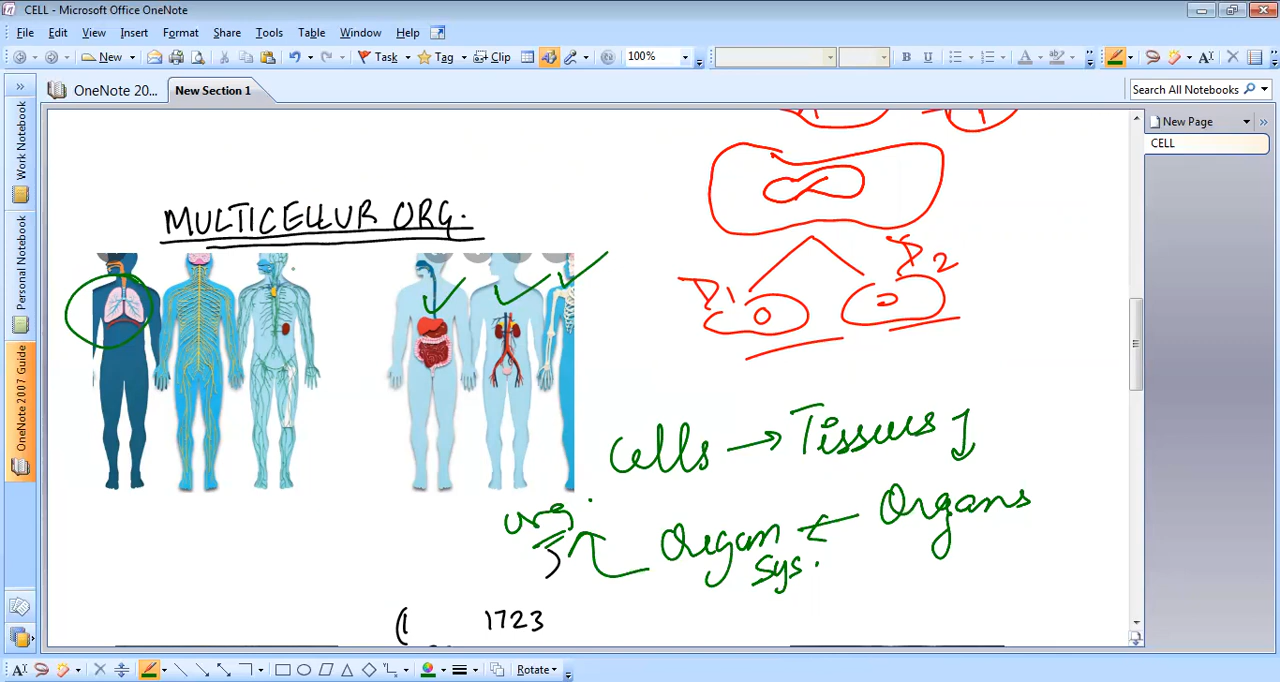 CELL - Microsoft Office OneNote
File Edit View Insert Format Share Tools Table Window Help
New Task Tag Clip 100% B U A ab
OneNote 20... New Section 1
Search All Notebooks
New Page
CELL
Work Notebook
Personal Notebook
OneNote 2007 Guide
MULTICELLUR ORG.
D1 D2
Cells → Tissues ↓
Org. Organ sys. ← Organs
( 1723
Rotate